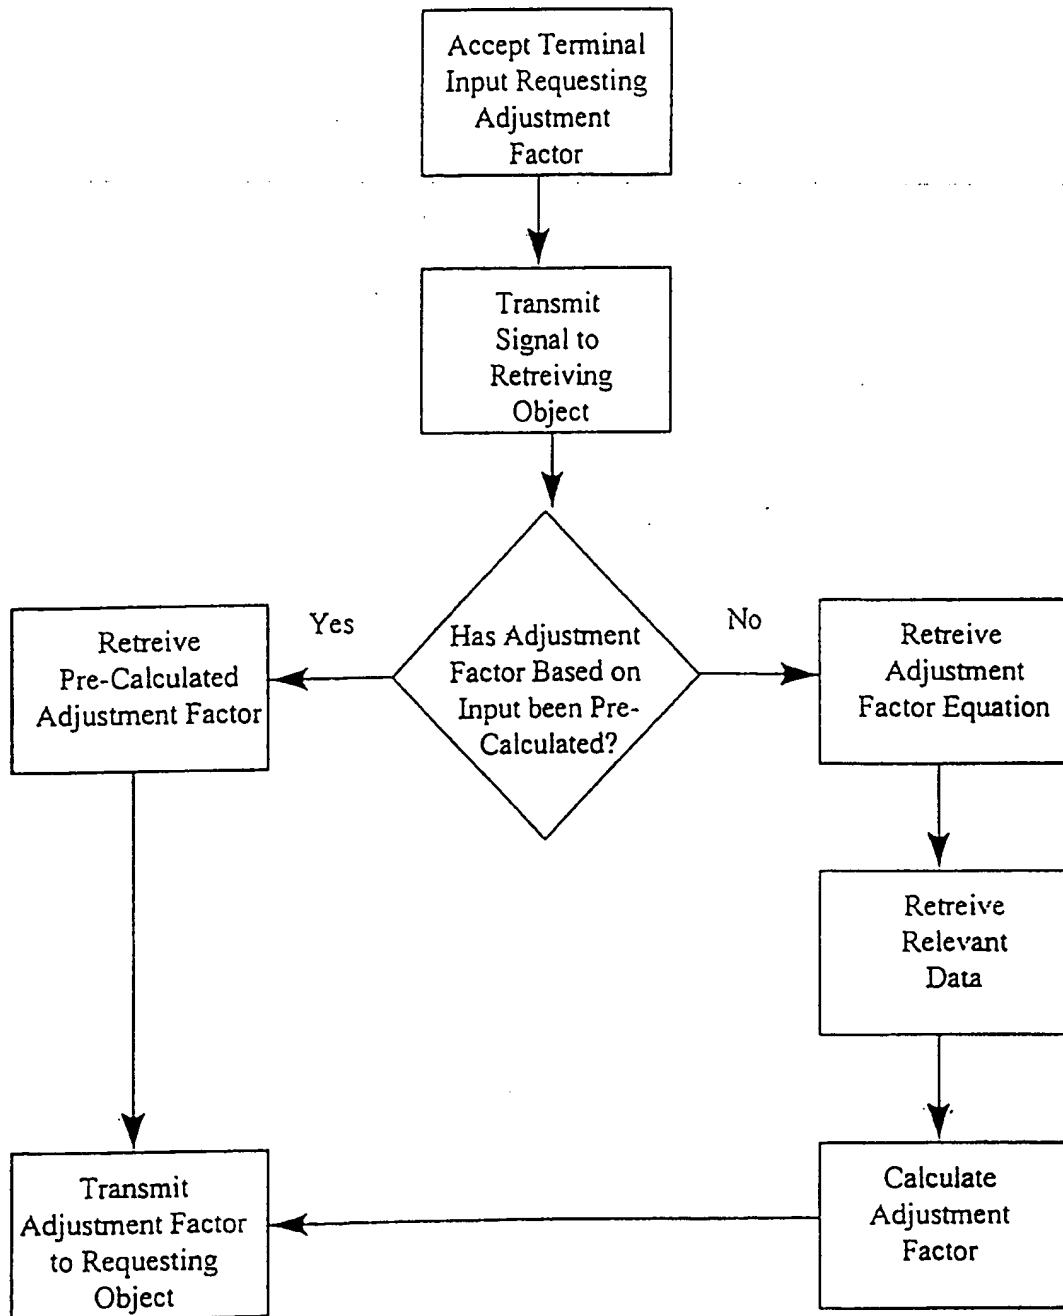 Accept Terminal
Input Requesting
Adjustment
Factor
Transmit
Signal to
Retreiving
Object
Has Adjustment
Factor Based on
Input been Pre-
Calculated?
Yes
No
Retreive
Pre-Calculated
Adjustment Factor
Retreive
Adjustment
Factor Equation
Retreive
Relevant
Data
Calculate
Adjustment
Factor
Transmit
Adjustment Factor
to Requesting
Object